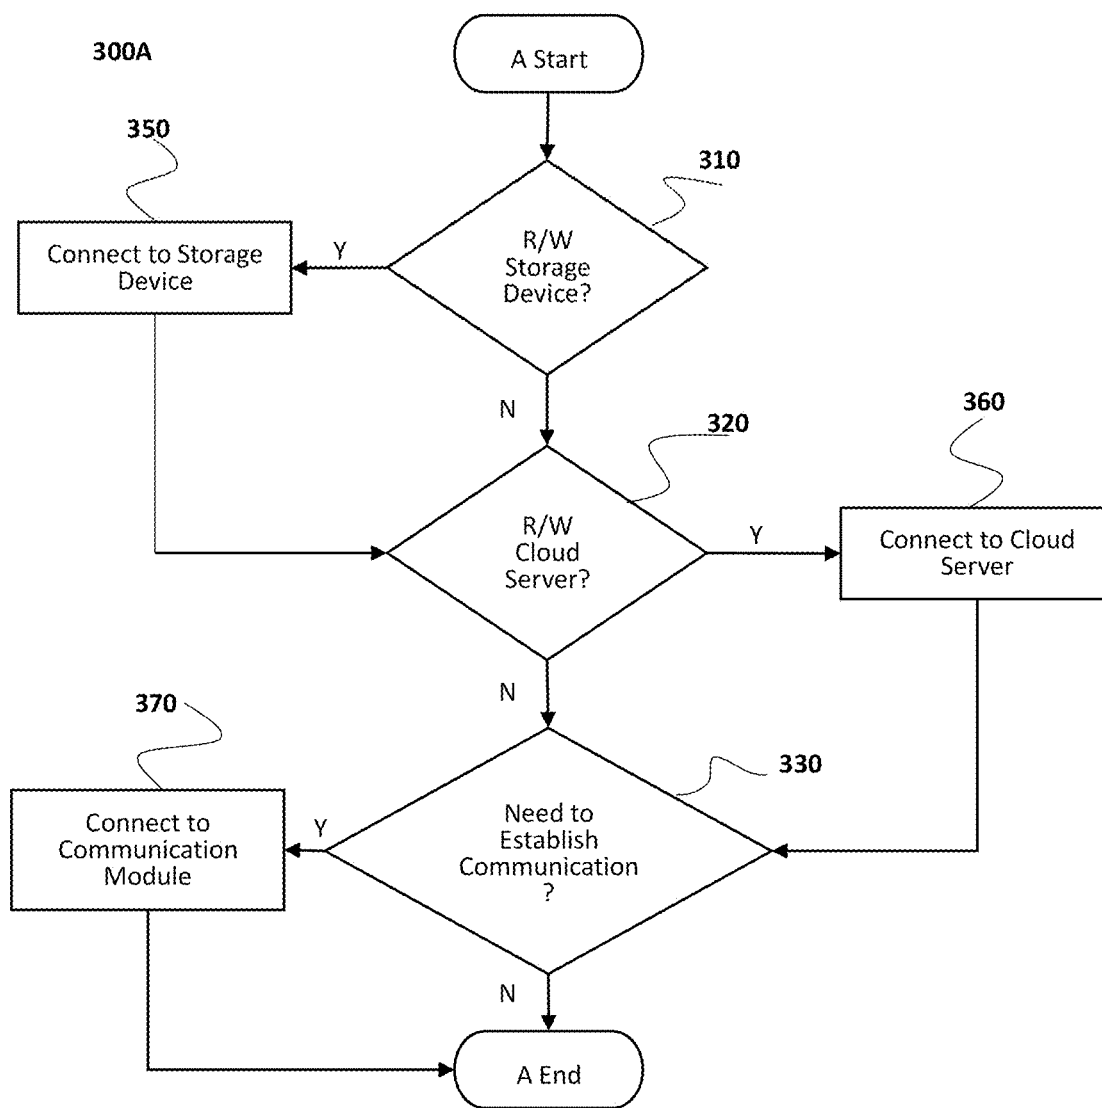 300A
A Start
350
310
Connect to Storage
Device
Y
R/W
Storage
Device?
N
320
360
R/W
Cloud
Server?
Y
Connect to Cloud
Server
N
370
330
Connect to
Communication
Module
Y
Need to
Establish
Communication
?
N
A End